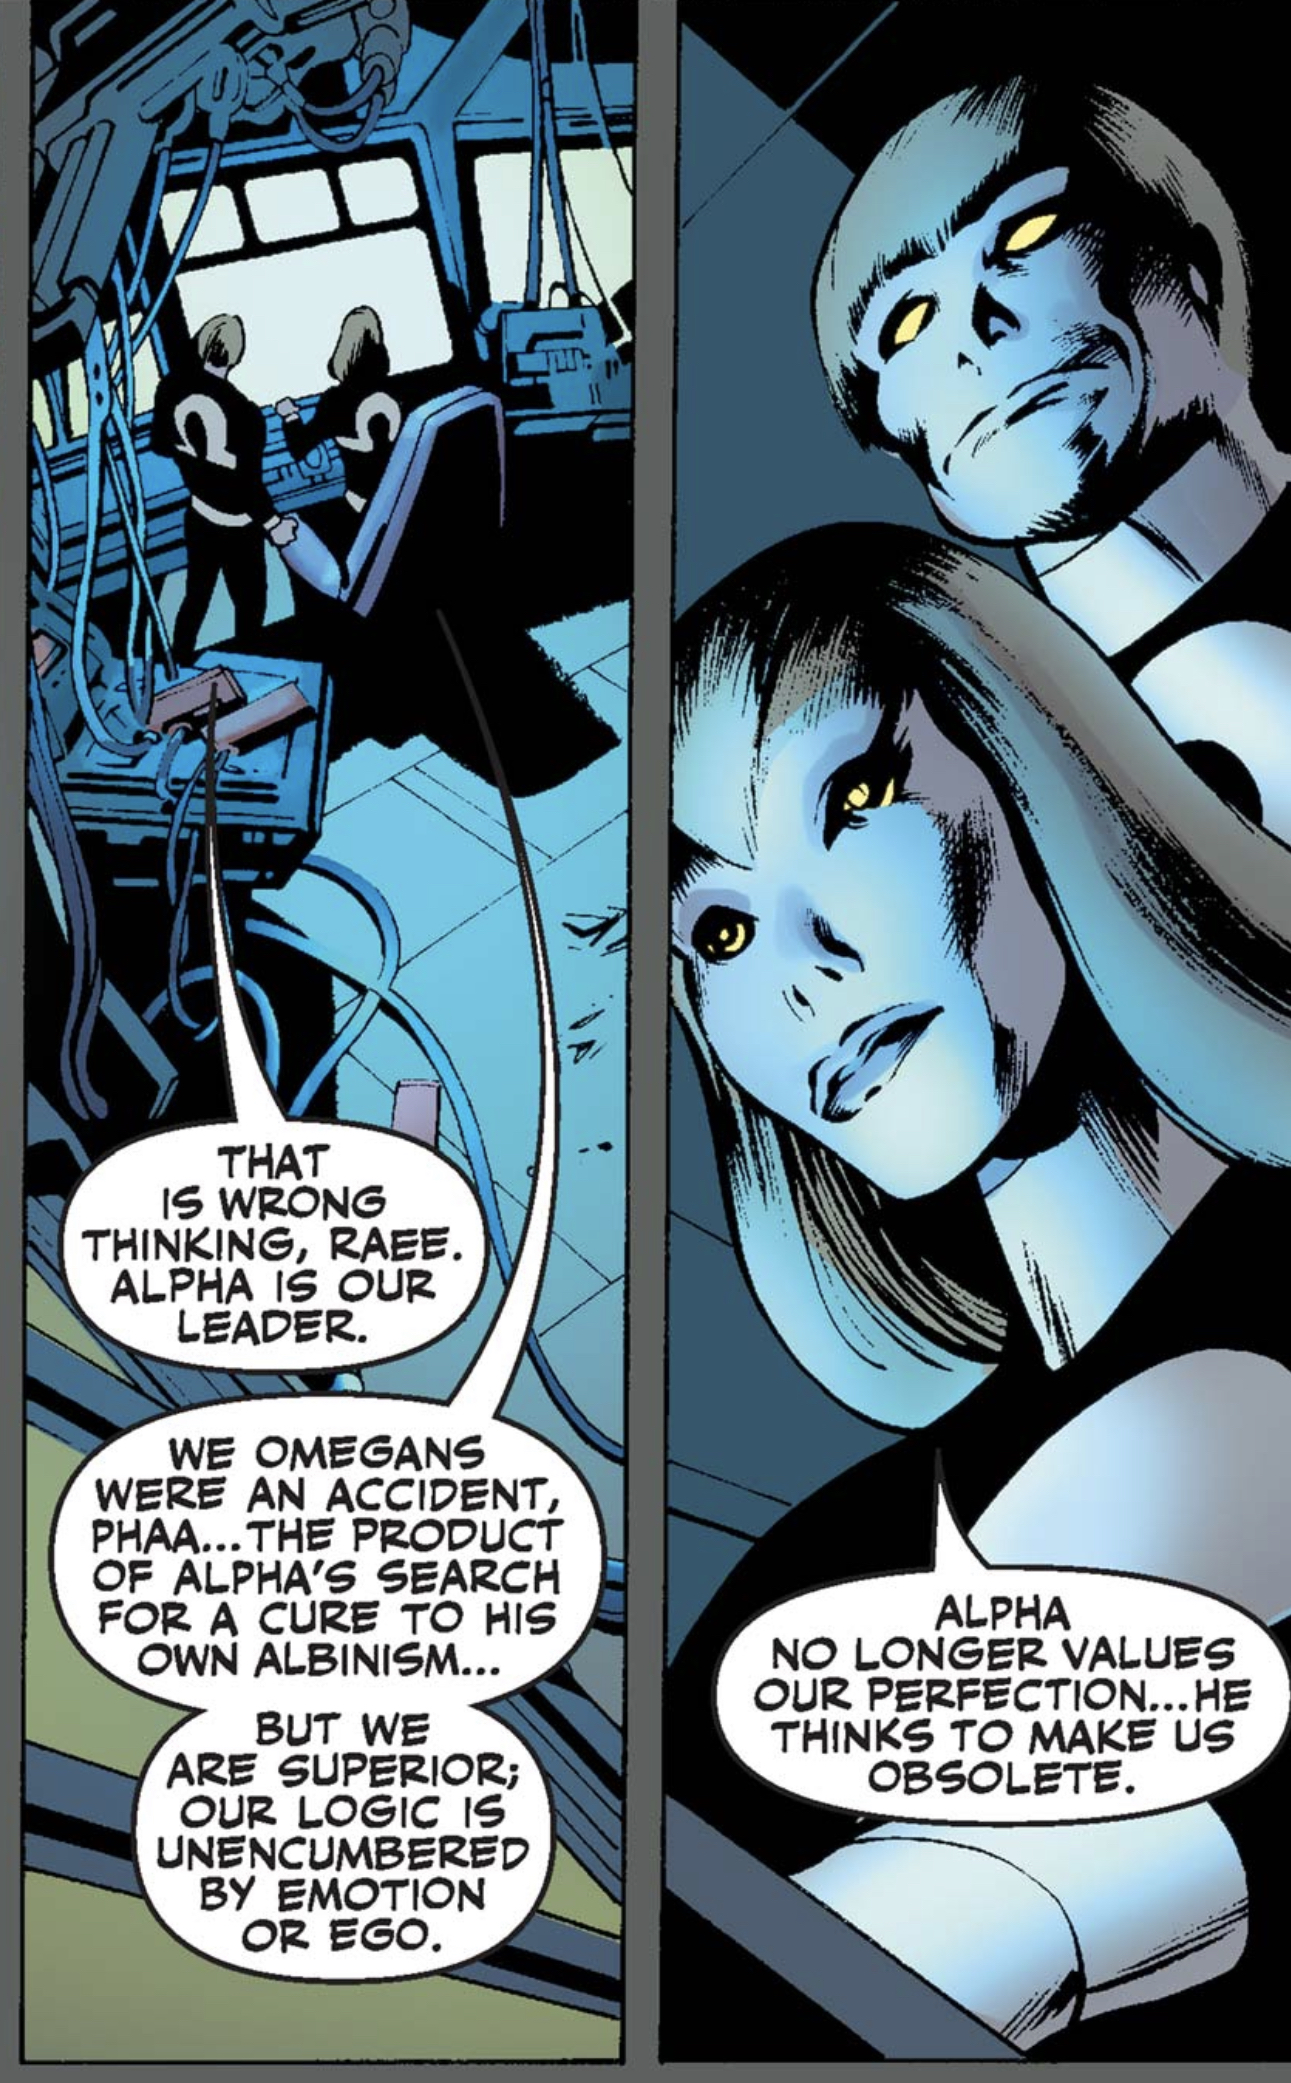 THAT
IS WRONG
THINKING, RAEE.
ALPHA IS OUR
LEADER.
WE OMEGANS
WERE AN ACCIDENT,
PHAA...THE PRODUCT
OF ALPHA'S SEARCH
FOR A CURE TO HIS
OWN ALBINISM...
BUT WE
ARE SUPERIOR;
OUR LOGIC IS
UNENCUMBERED
BY EMOTION
OR EGO.
ALPHA
NO LONGER VALUES
OUR PERFECTION...HE
THINKS TO MAKE US
OBSOLETE.